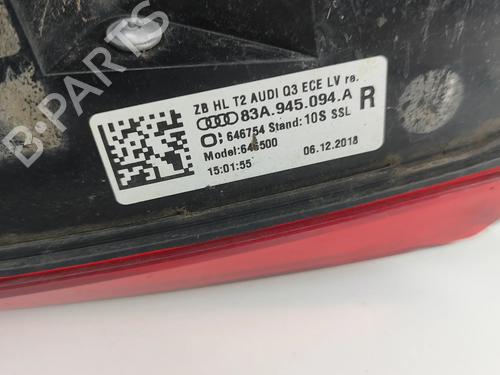 ZB HL T2 AUDI Q3 ECE LV re.
83A.945.094.A R
646754 Stand: 10S SSL
Model: 646500
15:01:55 06.12.2018
B-PARTS